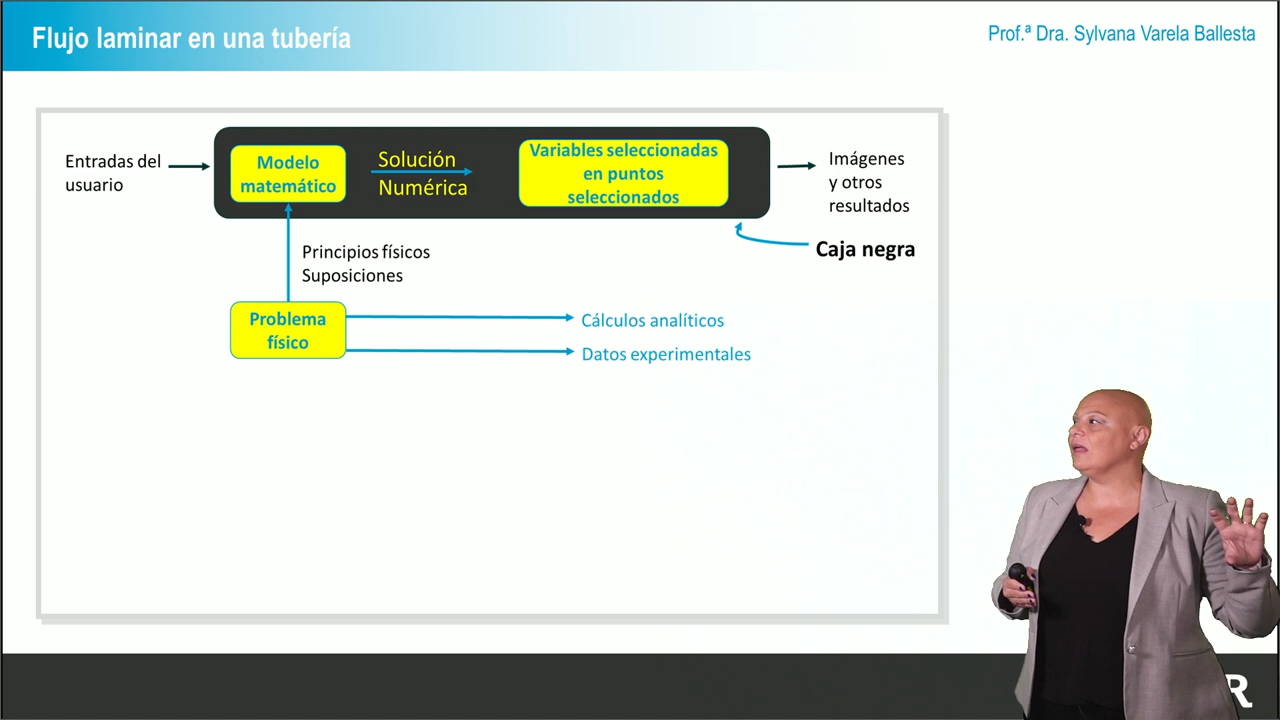 Flujo laminar en una tubería
Prof.ª Dra. Sylvana Varela Ballesta
Entradas del
usuario
Modelo
matemático
Solución
Numérica
Variables seleccionadas
en puntos
seleccionados
Imágenes
y otros
resultados
Caja negra
Principios físicos
Suposiciones
Problema
físico
Cálculos analíticos
Datos experimentales
R